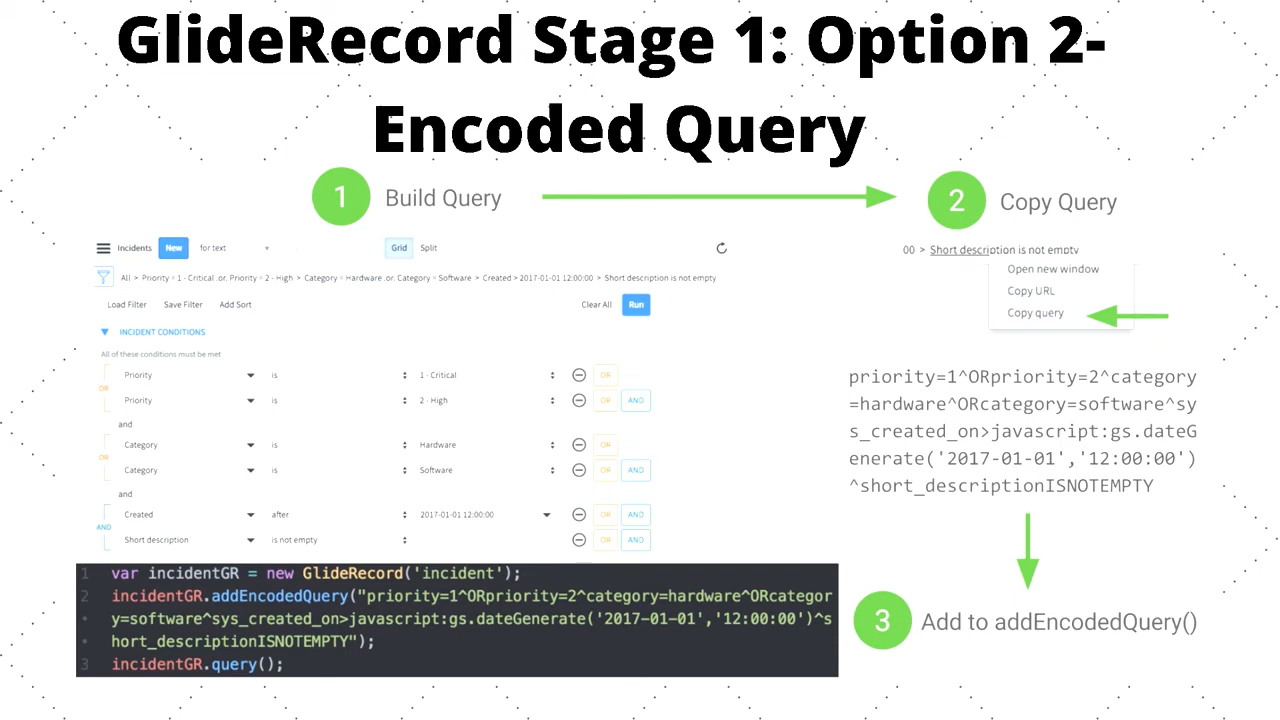 GlideRecord Stage 1: Option 2-
Encoded Query
1 Build Query
2 Copy Query
Incidents New for text Grid Split
All > Priority = 1 - Critical .or. Priority = 2 - High > Category = Hardware .or. Category = Software > Created > 2017-01-01 12:00:00 > Short description is not empty
Load Filter Save Filter Add Sort Clear All Run
INCIDENT CONDITIONS
All of these conditions must be met
Priority is 1 - Critical OR
OR
Priority is 2 - High OR AND
and
Category is Hardware OR
OR
Category is Software OR AND
and
Created after 2017-01-01 12:00:00 OR AND
AND
Short description is not empty OR AND
00 > Short description is not empty
Open new window
Copy URL
Copy query
priority=1^ORpriority=2^category
=hardware^ORcategory=software^sy
s_created_on>javascript:gs.dateG
enerate('2017-01-01','12:00:00')
^short_descriptionISNOTEMPTY
1 var incidentGR = new GlideRecord('incident');
2 incidentGR.addEncodedQuery("priority=1^ORpriority=2^category=hardware^ORcategor
y=software^sys_created_on>javascript:gs.dateGenerate('2017-01-01','12:00:00')^s
hort_descriptionISNOTEMPTY");
3 incidentGR.query();
3 Add to addEncodedQuery()